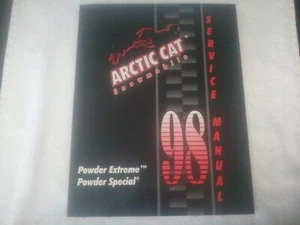 ARCTIC CAT®
Snowmobile
SERVICE MANUAL
98
Powder Extreme™
Powder Special®